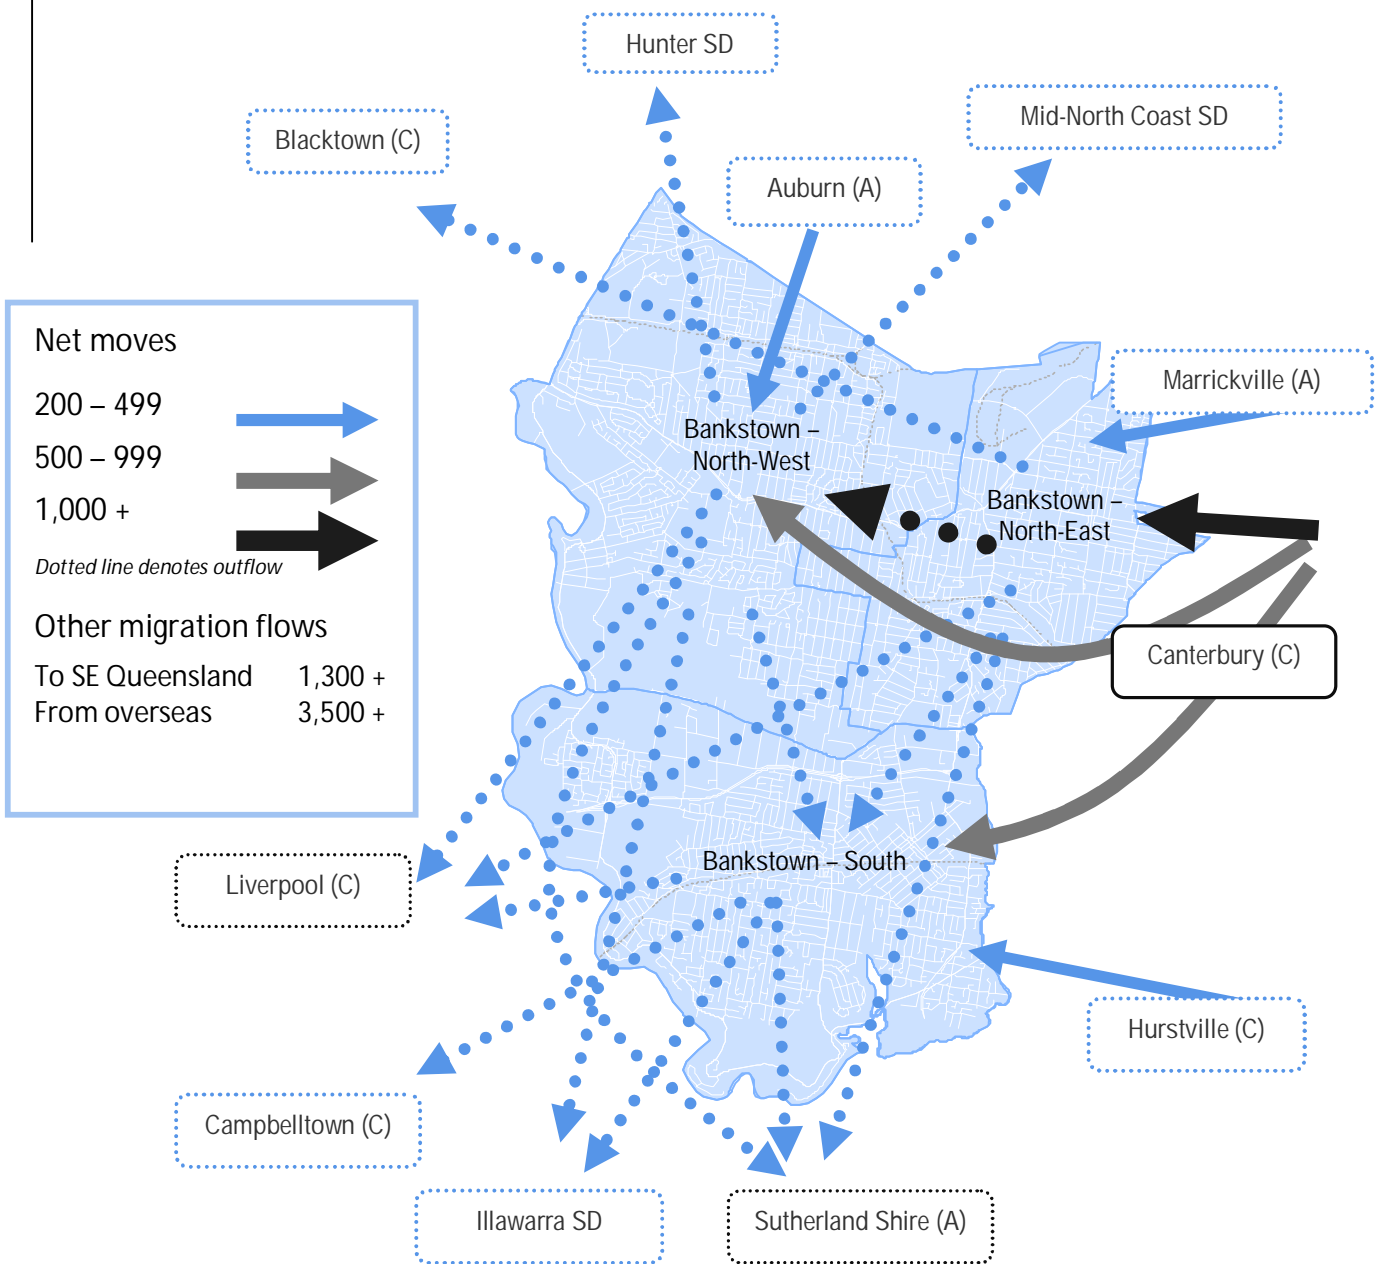 Hunter SD
Mid-North Coast SD
Blacktown (C)
Auburn (A)
Net moves
200 – 499
500 – 999
1,000 +
Dotted line denotes outflow
Other migration flows
To SE Queensland 1,300 +
From overseas 3,500 +
Marrickville (A)
Bankstown –
North-West
Bankstown –
North-East
Canterbury (C)
Bankstown – South
Liverpool (C)
Hurstville (C)
Campbelltown (C)
Illawarra SD
Sutherland Shire (A)